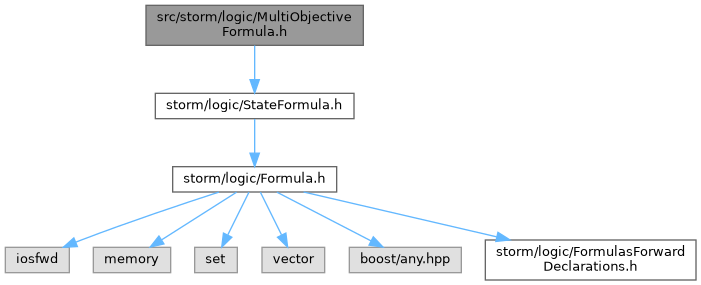 src/storm/logic/MultiObjective
Formula.h
storm/logic/StateFormula.h
storm/logic/Formula.h
iosfwd
memory
set
vector
boost/any.hpp
storm/logic/FormulasForward
Declarations.h